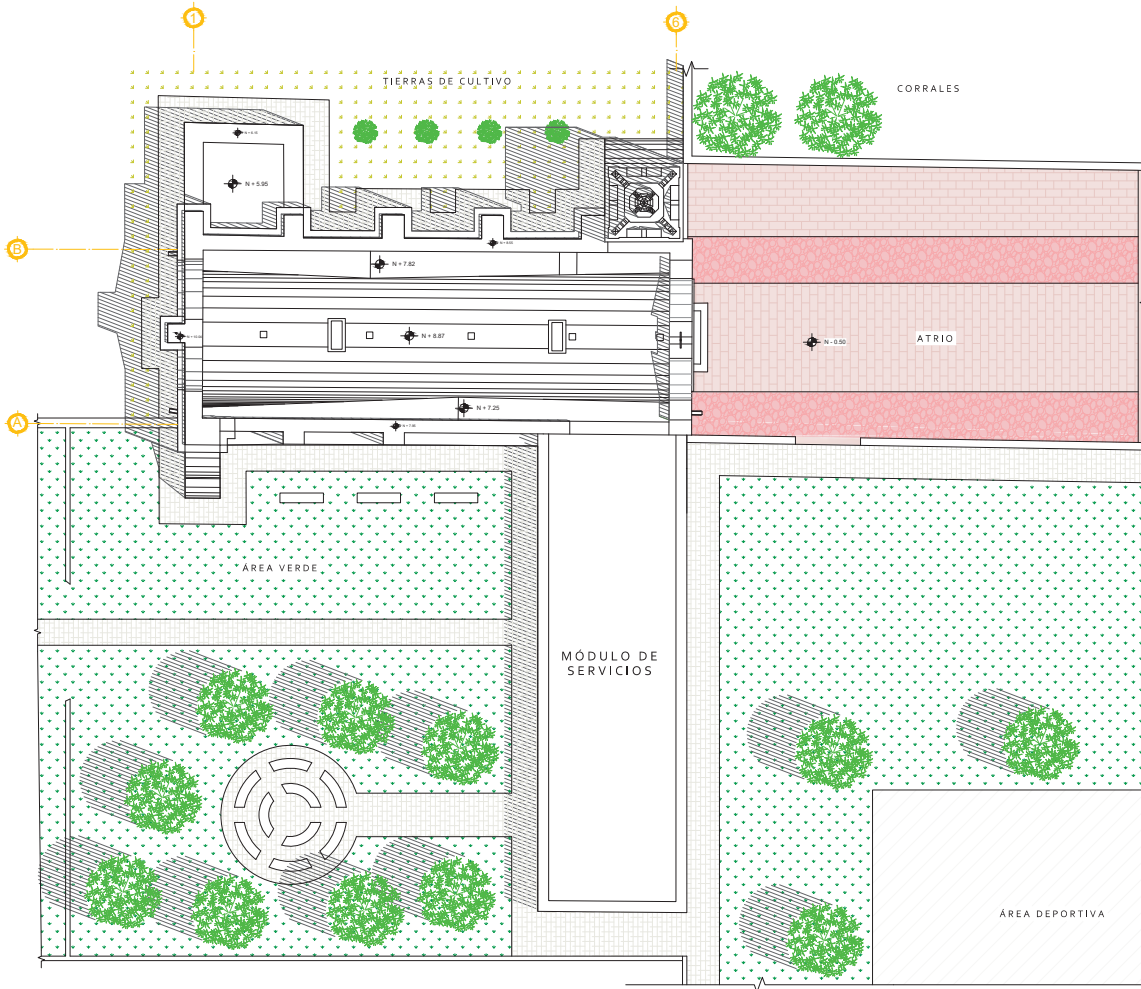 1
6
TIERRAS DE CULTIVO
CORRALES
N + 5.95
B
N + 7.82
N + 8.87
N - 0.50
ATRIO
N + 7.25
A
ÁREA VERDE
MÓDULO DE
SERVICIOS
ÁREA DEPORTIVA